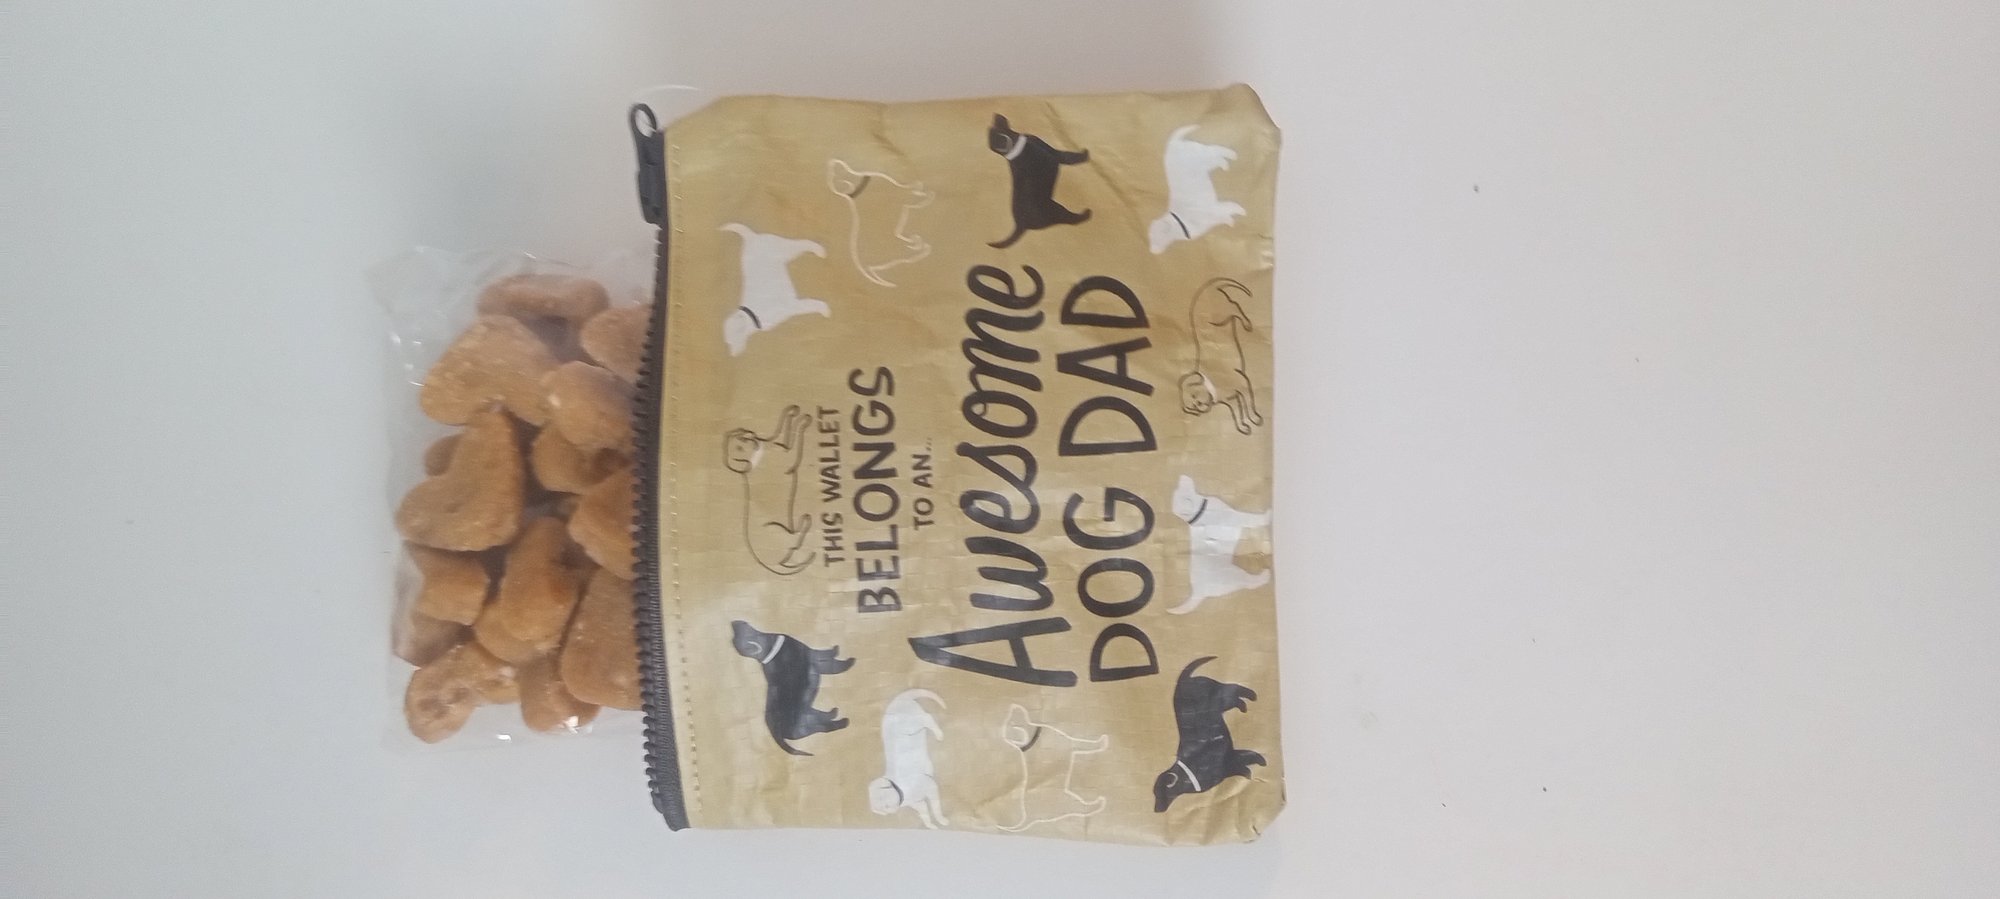 THIS WALLET
BELONGS
TO AN...
Awesome
DOG DAD